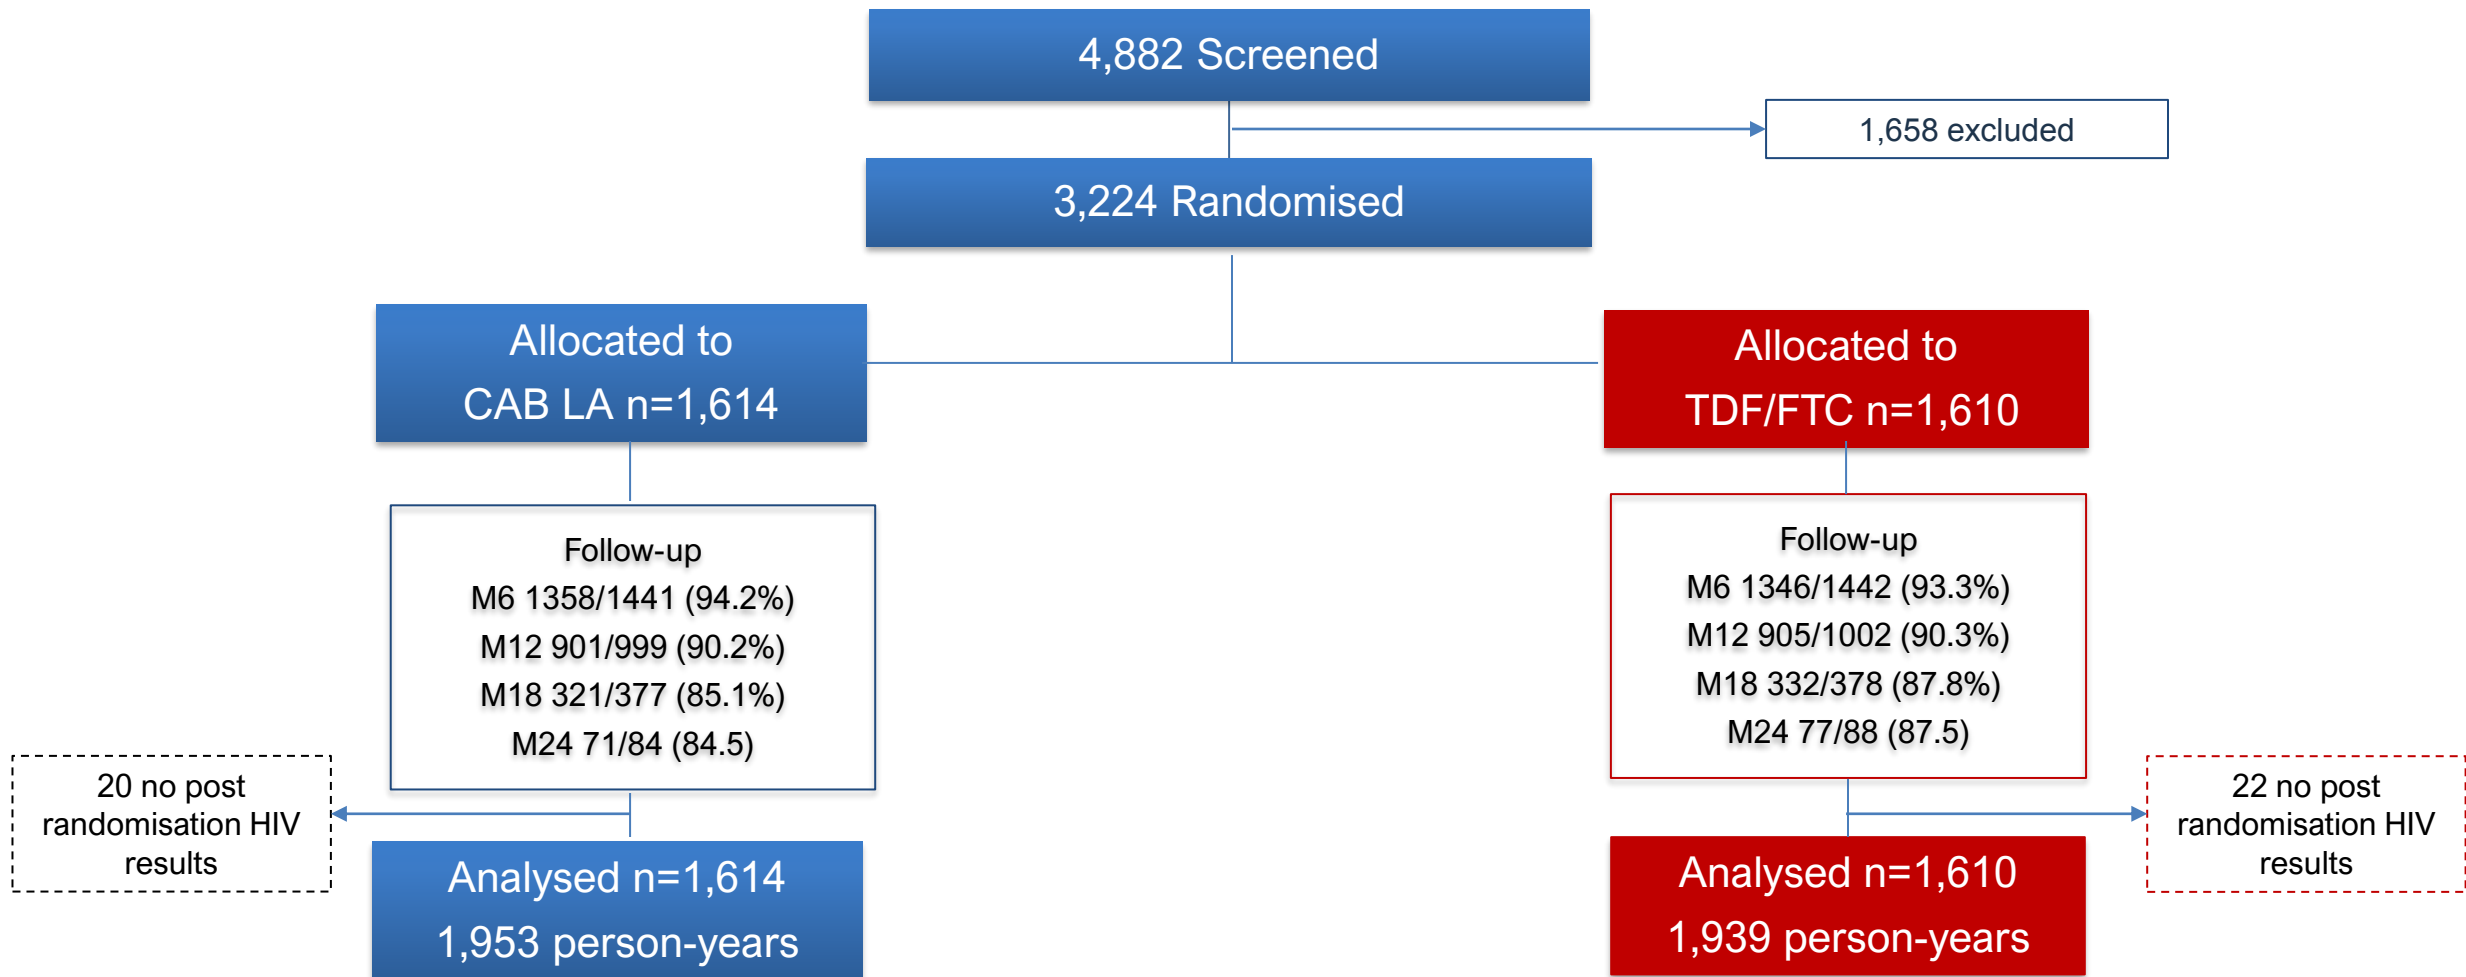 4,882 Screened
1,658 excluded
3,224 Randomised
Allocated to
CAB LA n=1,614
Allocated to
TDF/FTC n=1,610
Follow-up
M6 1358/1441 (94.2%)
M12 901/999 (90.2%)
M18 321/377 (85.1%)
M24 71/84 (84.5)
Follow-up
M6 1346/1442 (93.3%)
M12 905/1002 (90.3%)
M18 332/378 (87.8%)
M24 77/88 (87.5)
20 no post
randomisation HIV
results
22 no post
randomisation HIV
results
Analysed n=1,614
1,953 person-years
Analysed n=1,610
1,939 person-years